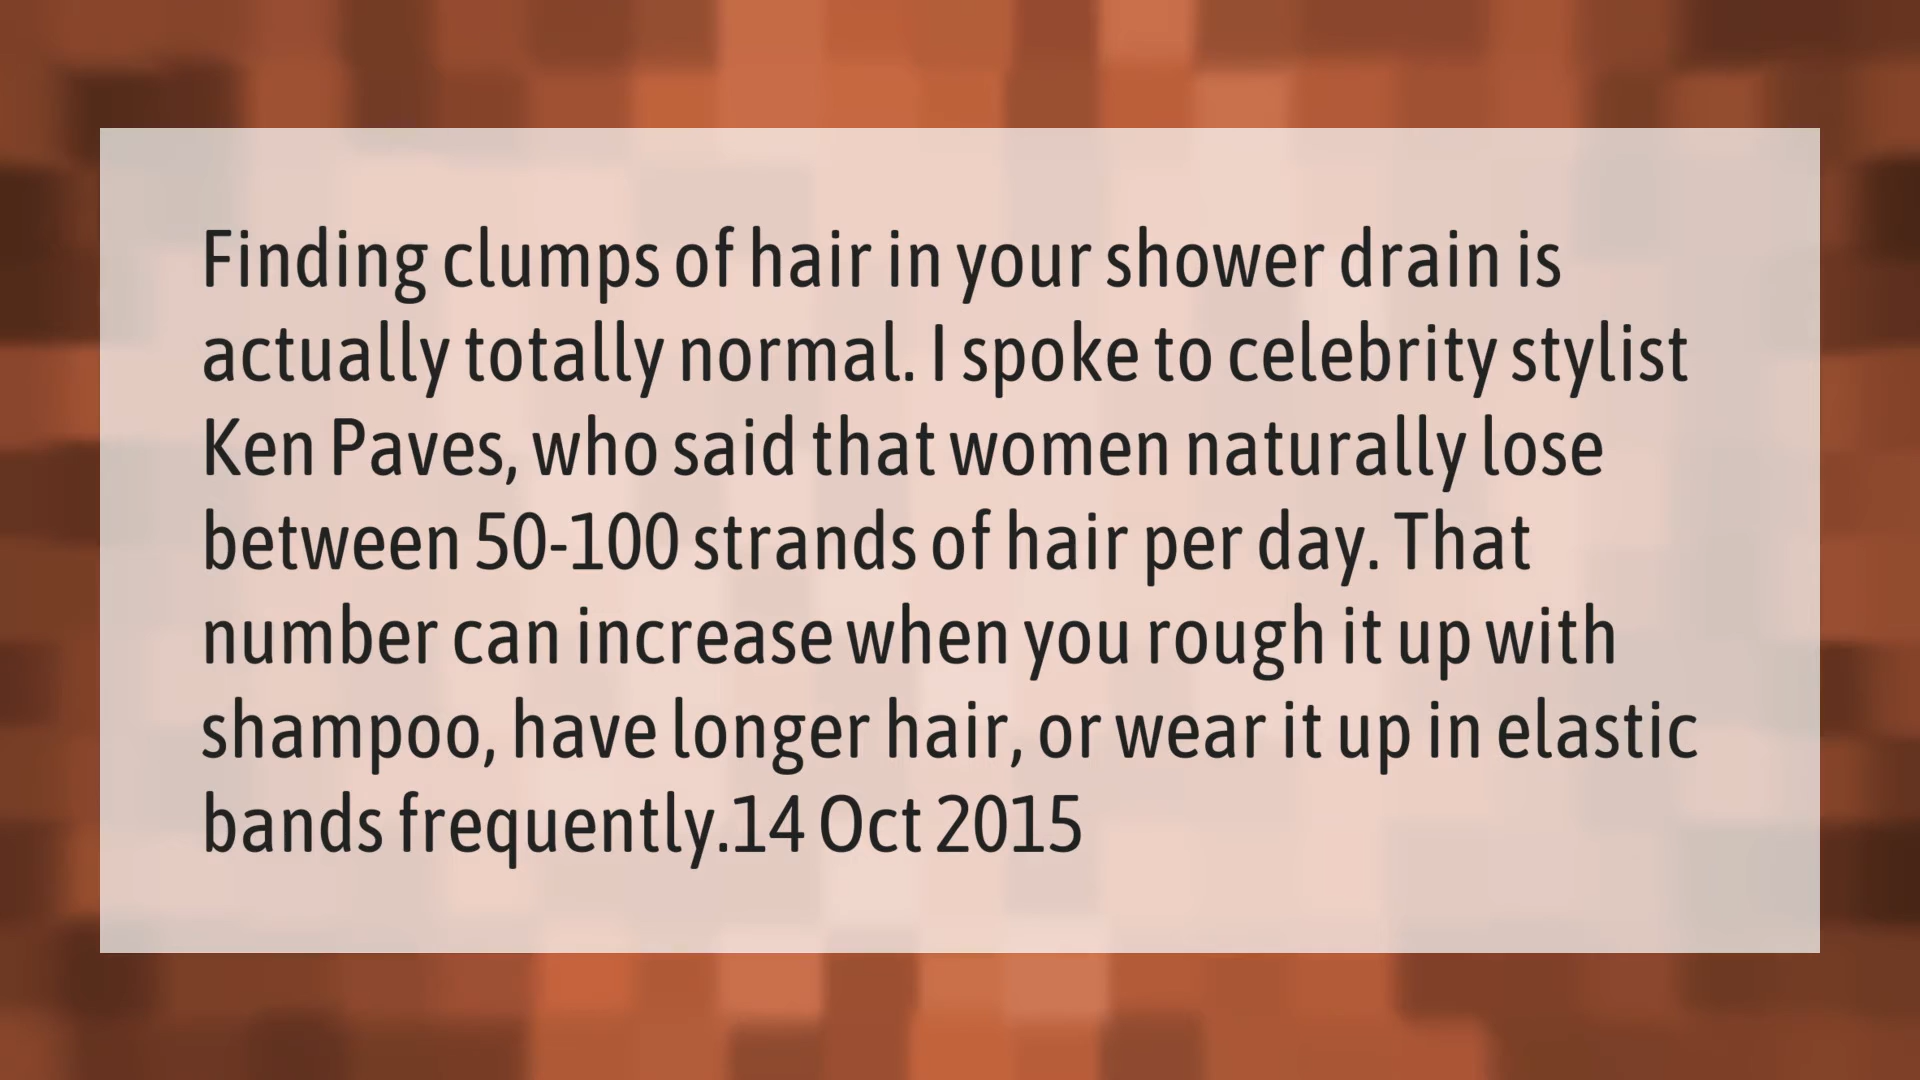 Finding clumps of hair in your shower drain is
actually totally normal. I spoke to celebrity stylist
Ken Paves, who said that women naturally lose
between 50-100 strands of hair per day. That
number can increase when you rough it up with
shampoo, have longer hair, or wear it up in elastic
bands frequently.14 Oct 2015